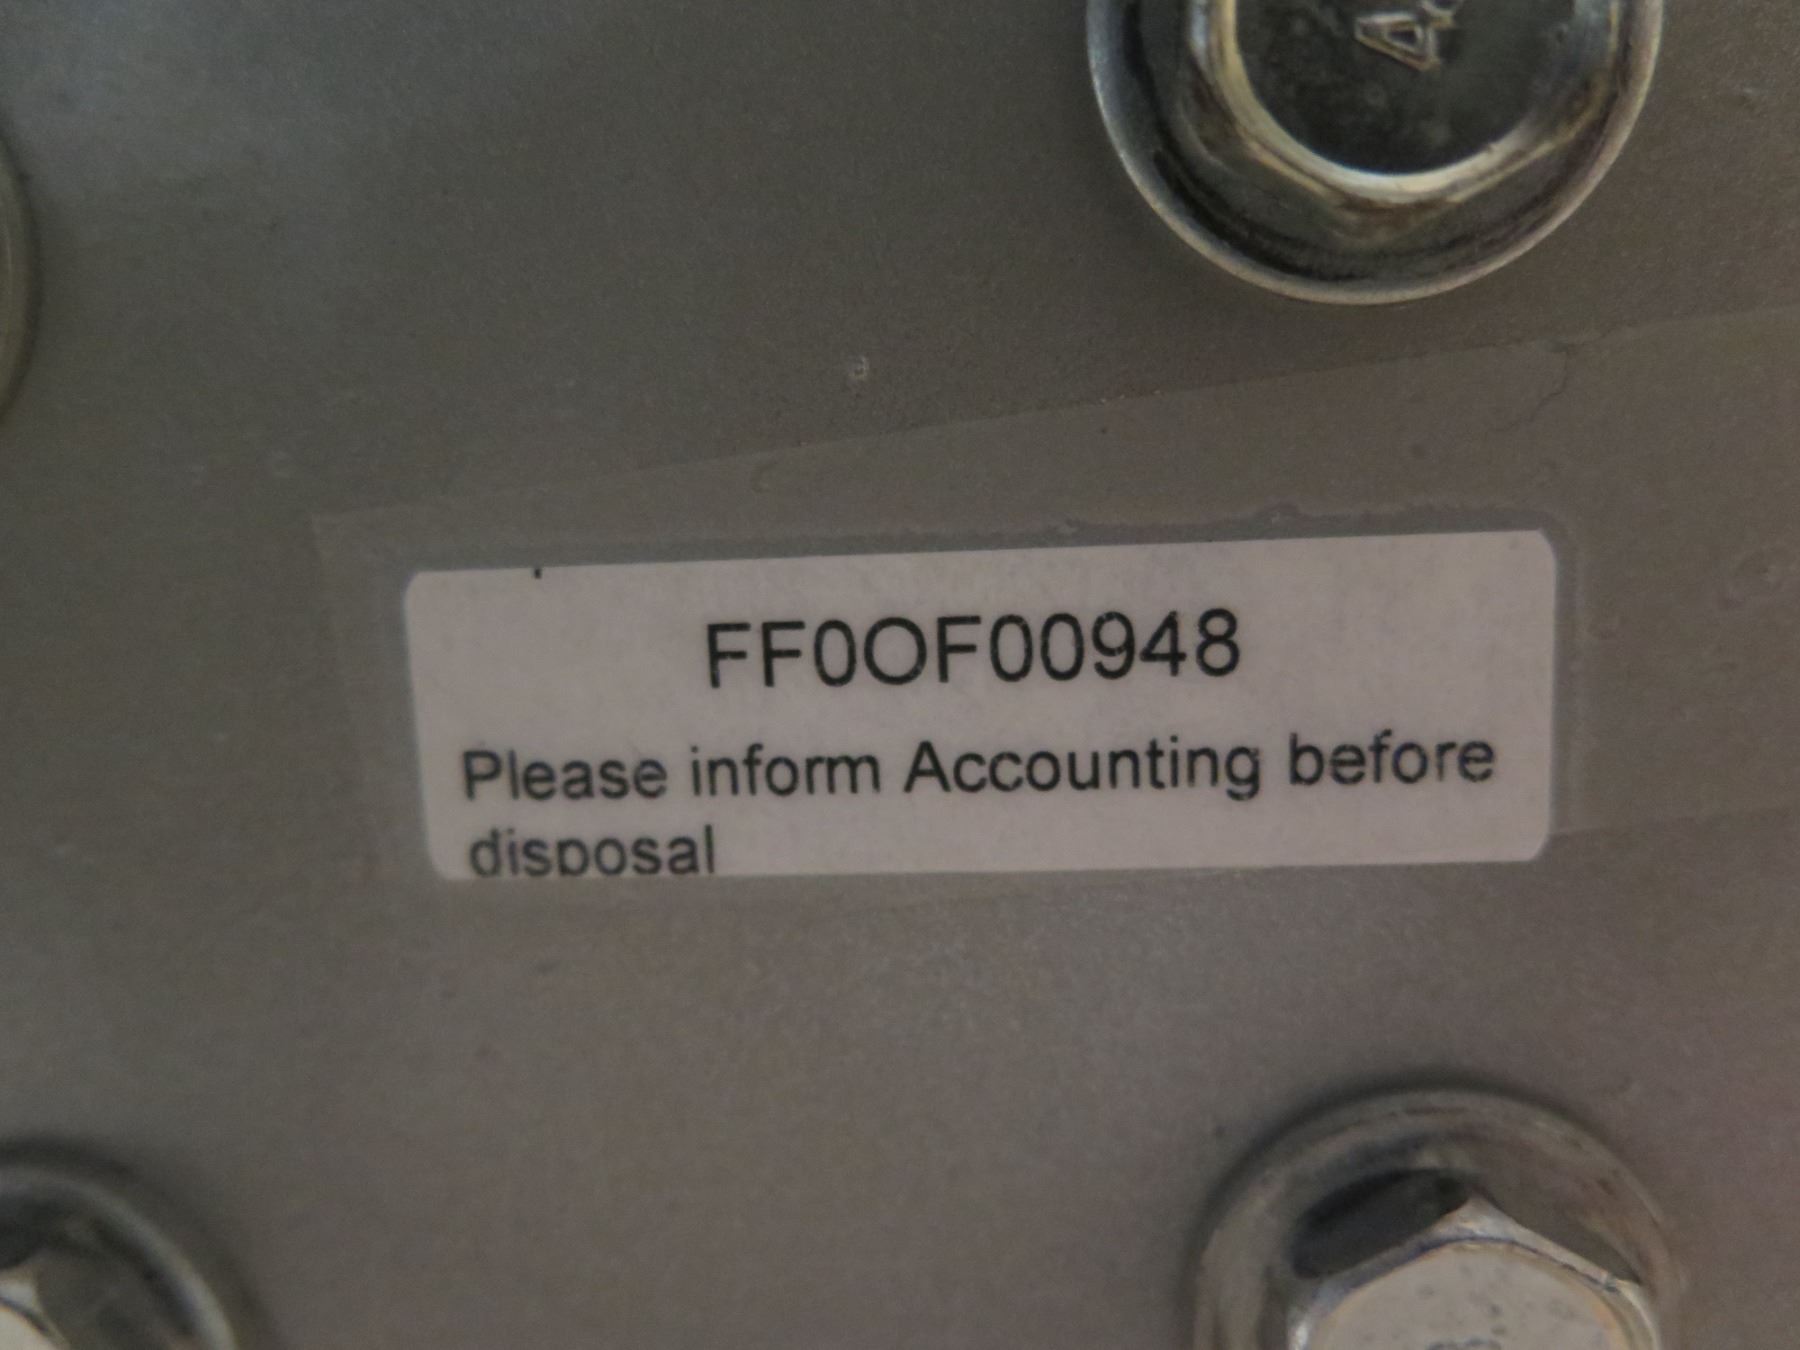 FF0OF00948
Please inform Accounting before
disposal